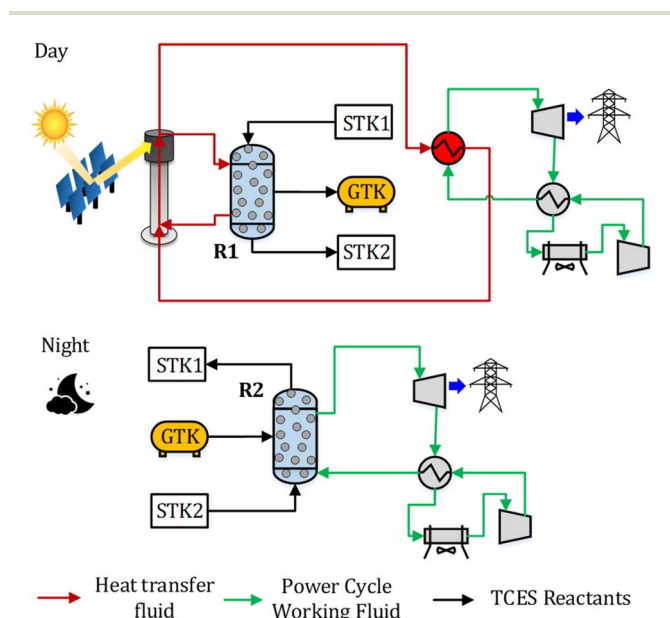 Day
STK1
GTK
R1
STK2
Night
STK1
R2
GTK
STK2
Heat transfer
fluid
Power Cycle
Working Fluid
TCES Reactants